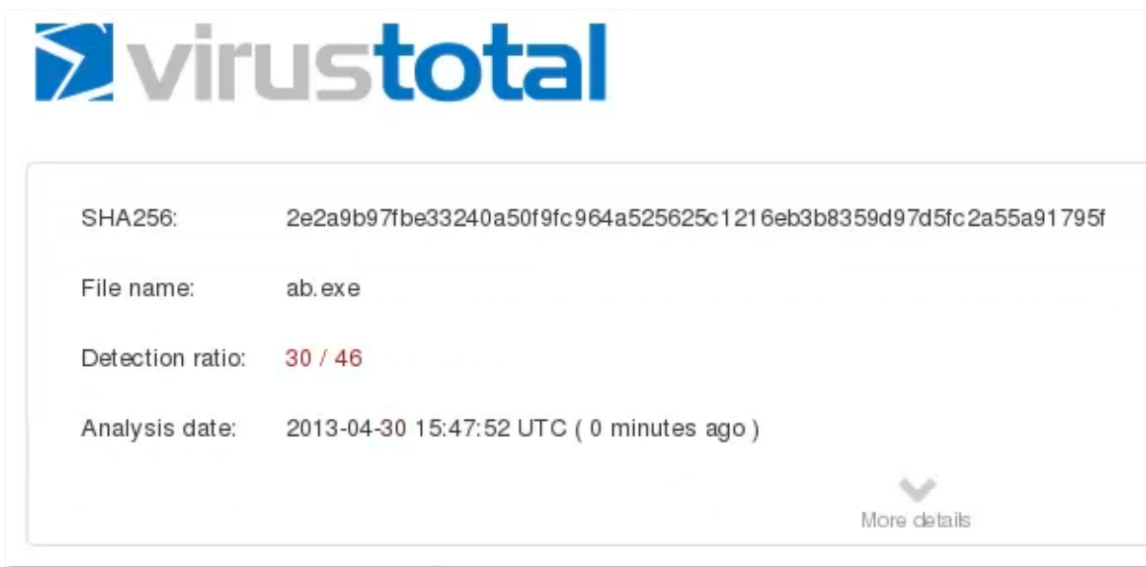 virustotal
SHA256: 2e2a9b97fbe33240a50f9fc964a525625c1216eb3b8359d97d5fc2a55a91795f
File name: ab.exe
Detection ratio: 30 / 46
Analysis date: 2013-04-30 15:47:52 UTC ( 0 minutes ago )
More details